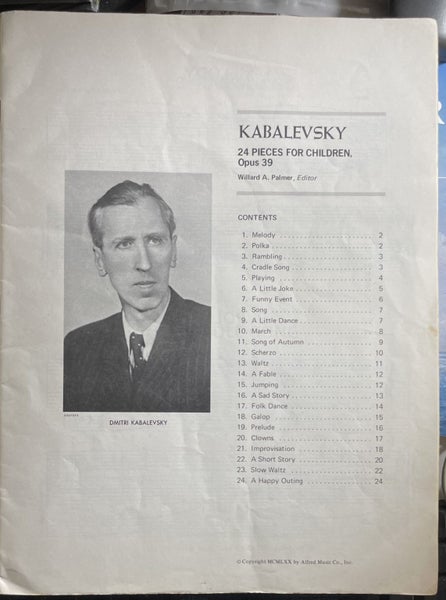 KABALEVSKY
24 PIECES FOR CHILDREN,
Opus 39
Willard A. Palmer, Editor
CONTENTS
1. Melody 2
2. Polka 2
3. Rambling 3
4. Cradle Song 3
5. Playing 4
6. A Little Joke 5
7. Funny Event 6
8. Song 7
9. A Little Dance 7
10. March 8
11. Song of Autumn 9
12. Scherzo 10
13. Waltz 11
14. A Fable 12
15. Jumping 12
16. A Sad Story 13
17. Folk Dance 14
18. Galop 15
19. Prelude 16
20. Clowns 17
21. Improvisation 18
22. A Short Story 20
23. Slow Waltz 22
24. A Happy Outing 24
DMITRI KABALEVSKY
© Copyright MCMLXX by Alfred Music Co., Inc.